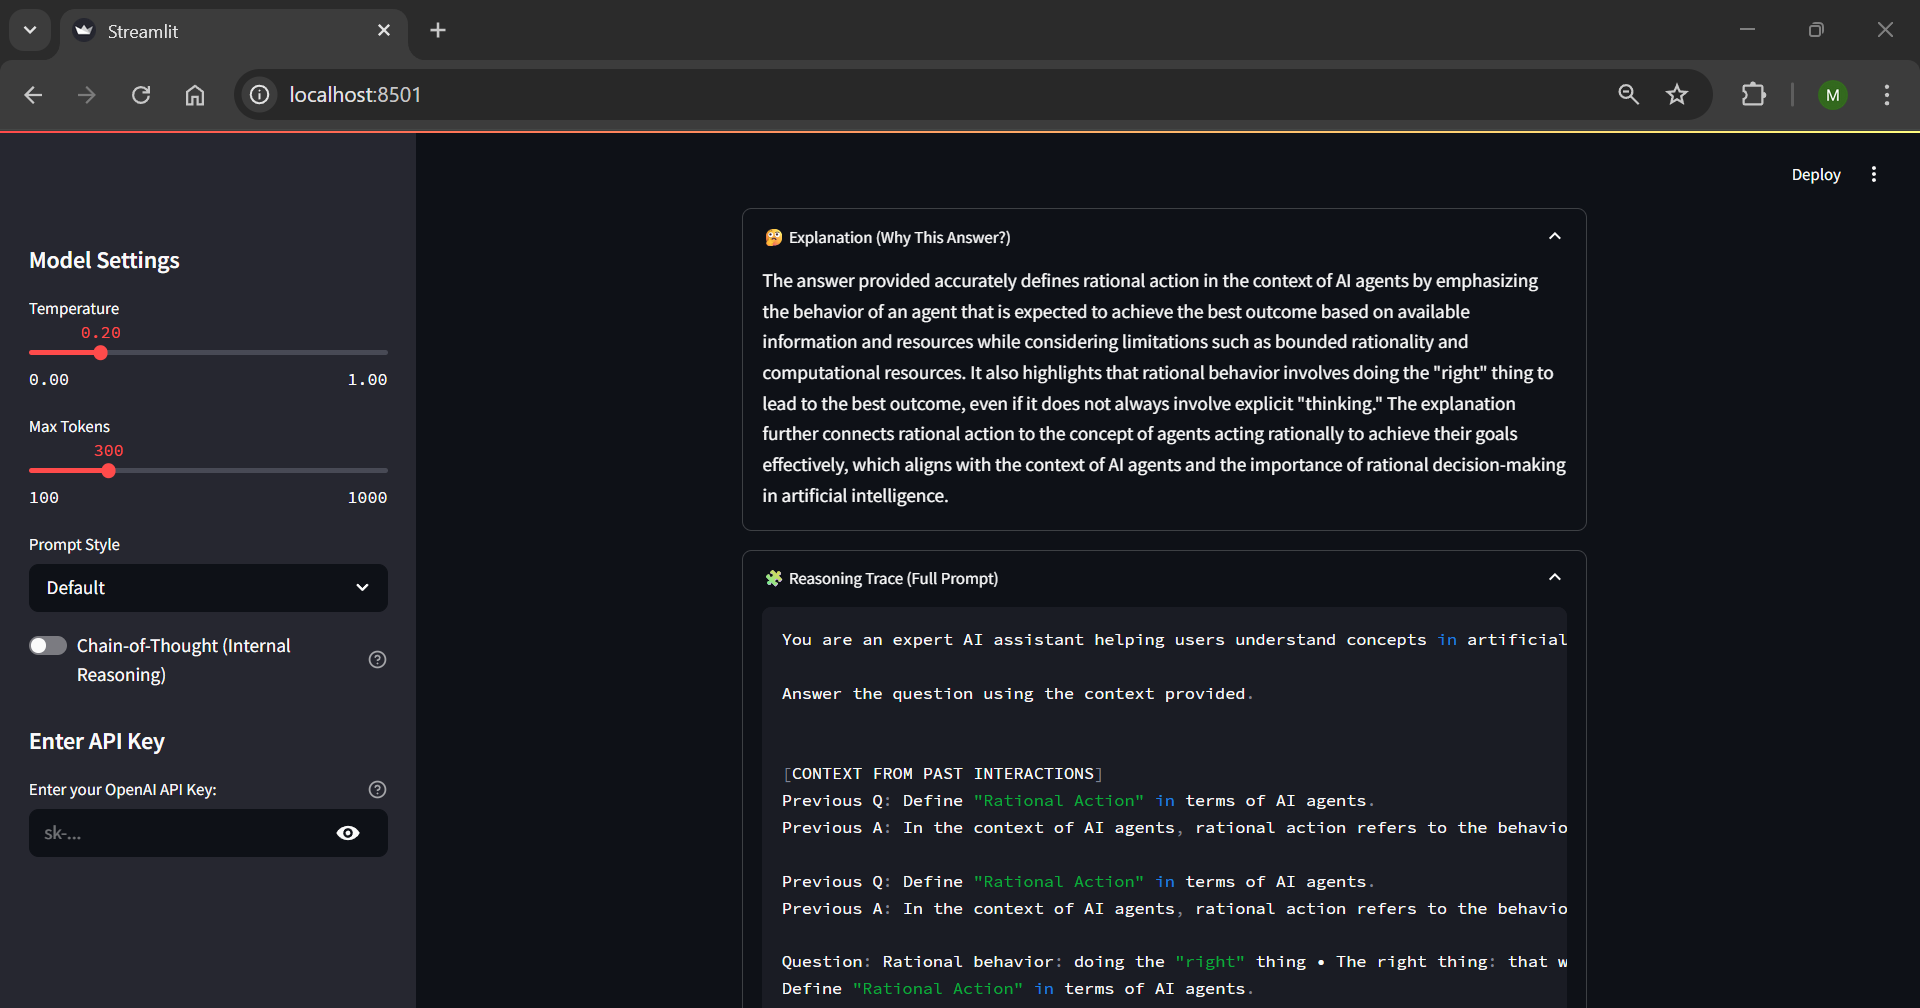 Streamlit
localhost:8501
M
Deploy
Model Settings
Temperature
0.20
0.00 1.00
Max Tokens
300
100 1000
Prompt Style
Default
Chain-of-Thought (Internal
Reasoning)
Enter API Key
Enter your OpenAI API Key:
sk-...
Explanation (Why This Answer?)
The answer provided accurately defines rational action in the context of AI agents by emphasizing
the behavior of an agent that is expected to achieve the best outcome based on available
information and resources while considering limitations such as bounded rationality and
computational resources. It also highlights that rational behavior involves doing the "right" thing to
lead to the best outcome, even if it does not always involve explicit "thinking." The explanation
further connects rational action to the concept of agents acting rationally to achieve their goals
effectively, which aligns with the context of AI agents and the importance of rational decision-making
in artificial intelligence.
Reasoning Trace (Full Prompt)
You are an expert AI assistant helping users understand concepts in artificial
Answer the question using the context provided.
[CONTEXT FROM PAST INTERACTIONS]
Previous Q: Define "Rational Action" in terms of AI agents.
Previous A: In the context of AI agents, rational action refers to the behavio
Previous Q: Define "Rational Action" in terms of AI agents.
Previous A: In the context of AI agents, rational action refers to the behavio
Question: Rational behavior: doing the "right" thing • The right thing: that w
Define "Rational Action" in terms of AI agents.